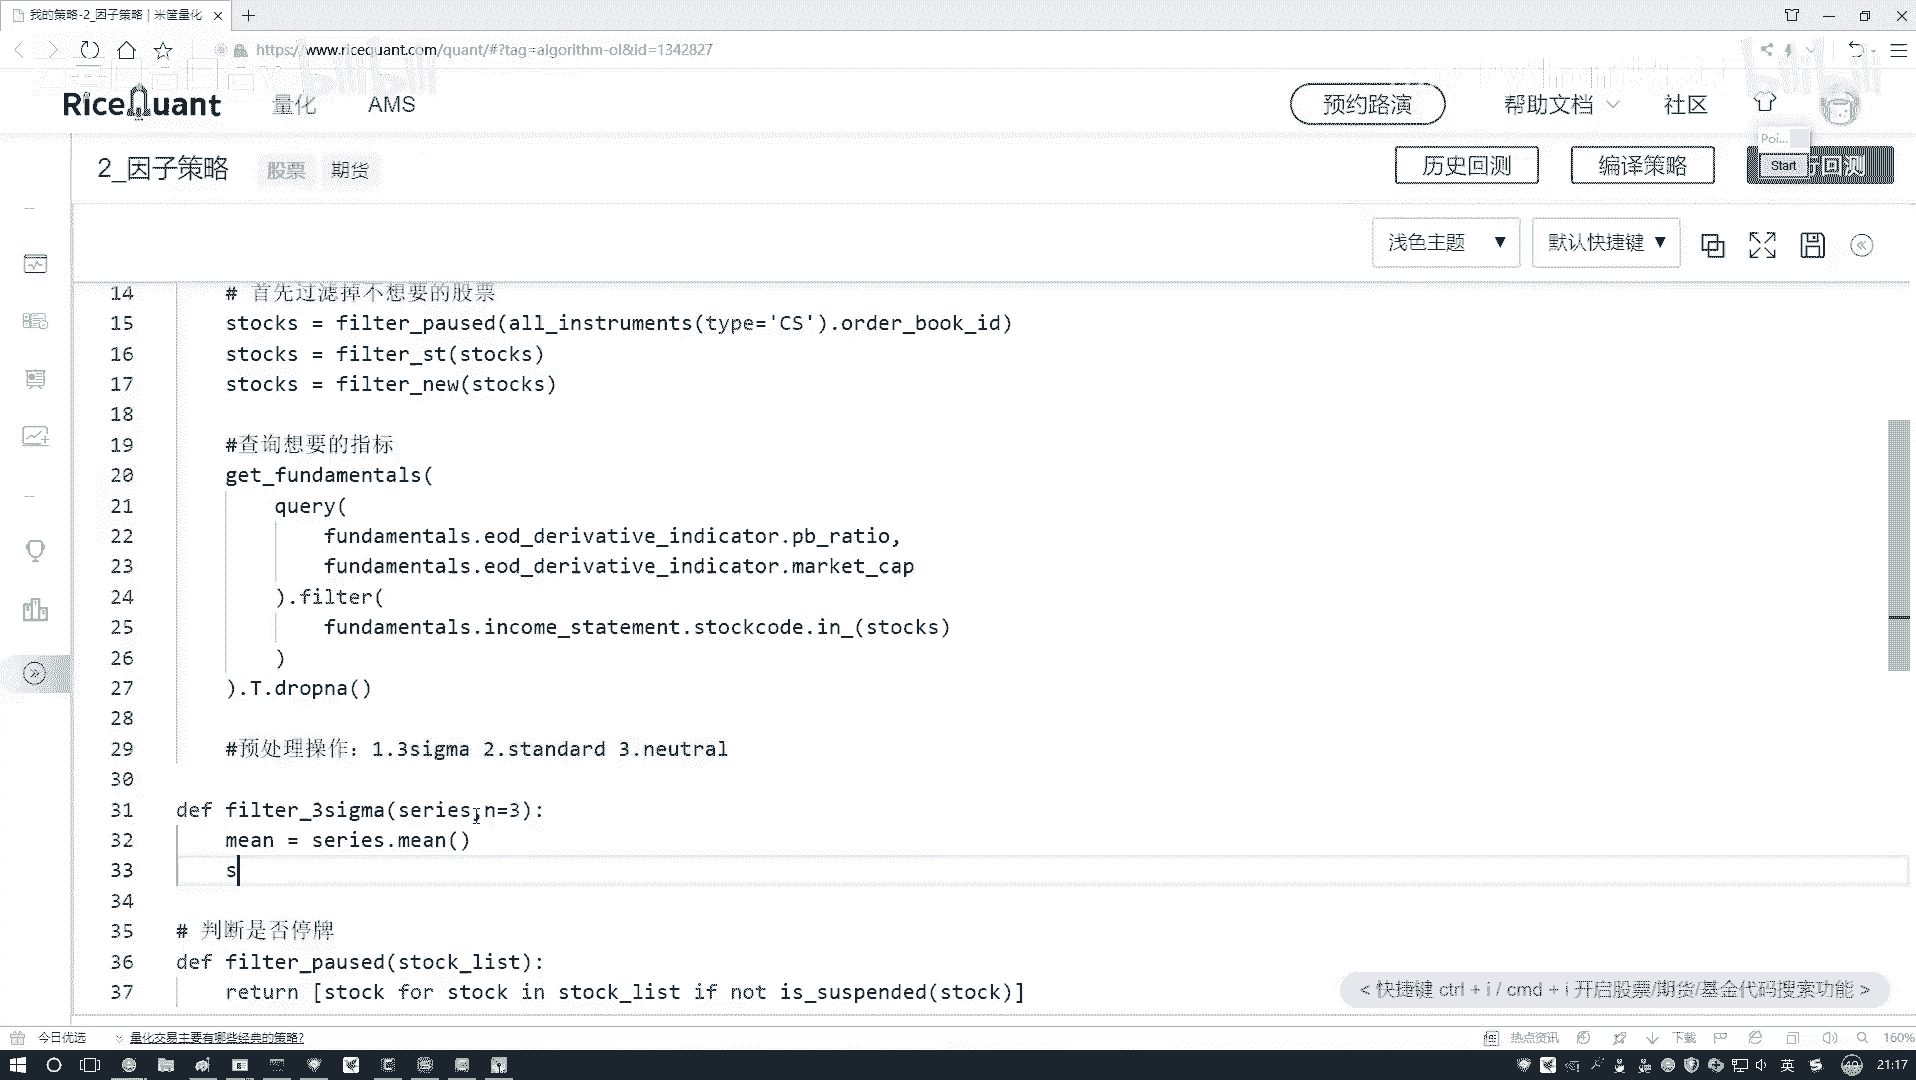 我的策略-2_因子策略 | 米筐量化
https://www.ricequant.com/quant/#?tag=algorithm-ol&id=1342827
RiceQuant 量化 AMS 预约路演 帮助文档 社区
Poi...
2_因子策略 股票 期货 历史回测 编译策略 Start 回测
浅色主题 ▼ 默认快捷键 ▼
14 # 首先过滤掉不想要的股票
15 stocks = filter_paused(all_instruments(type='CS').order_book_id)
16 stocks = filter_st(stocks)
17 stocks = filter_new(stocks)
18
19 #查询想要的指标
20 get_fundamentals(
21 query(
22 fundamentals.eod_derivative_indicator.pb_ratio,
23 fundamentals.eod_derivative_indicator.market_cap
24 ).filter(
25 fundamentals.income_statement.stockcode.in_(stocks)
26 )
27 ).T.dropna()
28
29 #预处理操作：1.3sigma 2.standard 3.neutral
30
31 def filter_3sigma(series,n=3):
32 mean = series.mean()
33 s
34
35 # 判断是否停牌
36 def filter_paused(stock_list):
37 return [stock for stock in stock_list if not is_suspended(stock)]
< 快捷键 ctrl + i / cmd + i 开启股票/期货/基金代码搜索功能 >
今日优选 量化交易主要有哪些经典的策略? 热点资讯 下载 160%
英 21:17